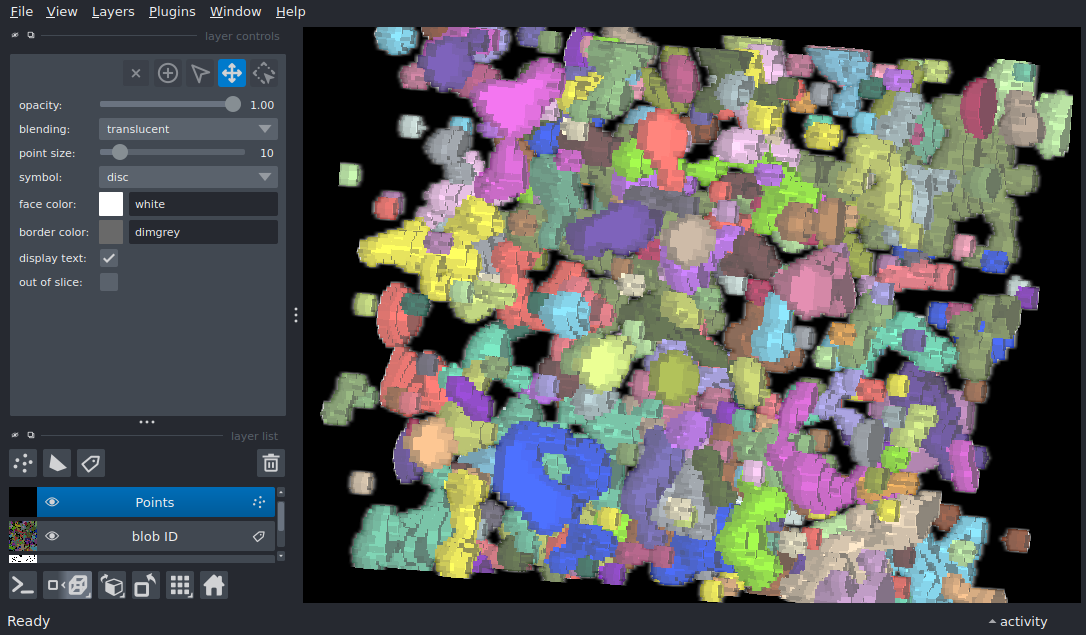 File View Layers Plugins Window Help
layer controls
opacity: 1.00
blending: translucent
point size: 10
symbol: disc
face color: white
border color: dimgrey
display text:
out of slice:
layer list
Points
blob ID
Ready
activity